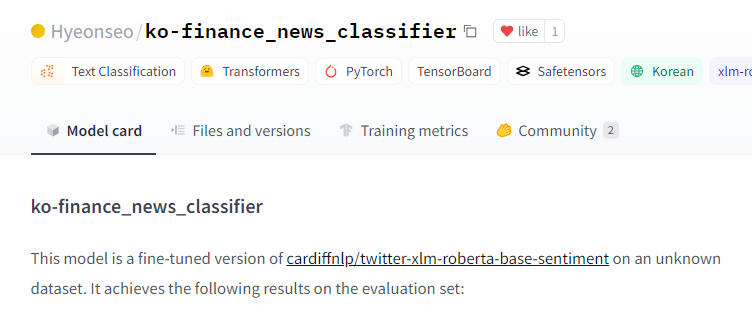 Hyeonseo/ko-finance_news_classifier like 1
Text Classification Transformers PyTorch TensorBoard Safetensors Korean xlm-ro
Model card Files and versions Training metrics Community 2
ko-finance_news_classifier
This model is a fine-tuned version of cardiffnlp/twitter-xlm-roberta-base-sentiment on an unknown
dataset. It achieves the following results on the evaluation set: